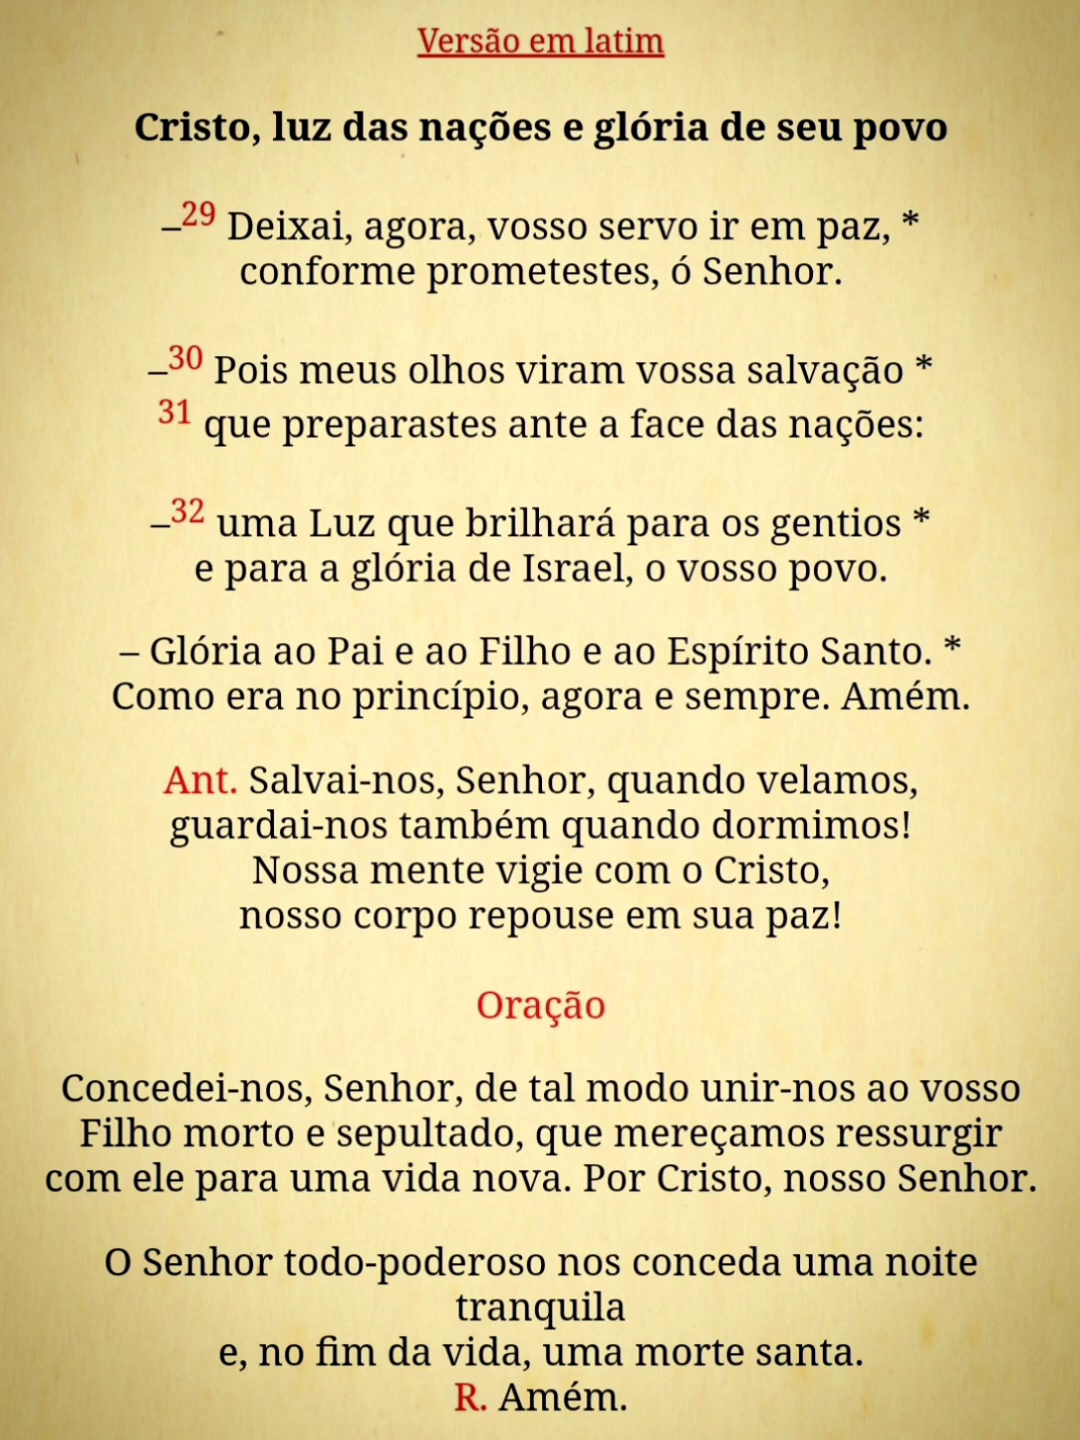 Versão em latim
Cristo, luz das nações e glória de seu povo
–29 Deixai, agora, vosso servo ir em paz, *
conforme prometestes, ó Senhor.
–30 Pois meus olhos viram vossa salvação *
31 que preparastes ante a face das nações:
–32 uma Luz que brilhará para os gentios *
e para a glória de Israel, o vosso povo.
– Glória ao Pai e ao Filho e ao Espírito Santo. *
Como era no princípio, agora e sempre. Amém.
Ant. Salvai-nos, Senhor, quando velamos,
guardai-nos também quando dormimos!
Nossa mente vigie com o Cristo,
nosso corpo repouse em sua paz!
Oração
Concedei-nos, Senhor, de tal modo unir-nos ao vosso
Filho morto e sepultado, que mereçamos ressurgir
com ele para uma vida nova. Por Cristo, nosso Senhor.
O Senhor todo-poderoso nos conceda uma noite
tranquila
e, no fim da vida, uma morte santa.
R. Amém.